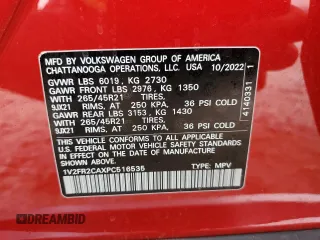 MFD BY VOLKSWAGEN GROUP OF AMERICA
CHATTANOOGA OPERATIONS, LLC. USA 10/2022
GVWR LBS 6019, KG 2730
GAWR FRONT LBS 2976, KG 1350
WITH 265/45R21 TIRES,
9JX21 RIMS, AT 250 KPA, 36 PSI COLD
GAWR REAR LBS 3153, KG 1430
WITH 265/45R21 TIRES,
9JX21 RIMS, AT 250 KPA, 36 PSI COLD
THIS VEHICLE CONFORMS TO ALL APPLICABLE
FEDERAL MOTOR VEHICLE SAFETY
STANDARDS IN EFFECT ON THE DATE OF
MANUFACTURE SHOWN ABOVE
1V2FR2CAXPC516535 TYPE: MPV
4140331 1
DREAMBID